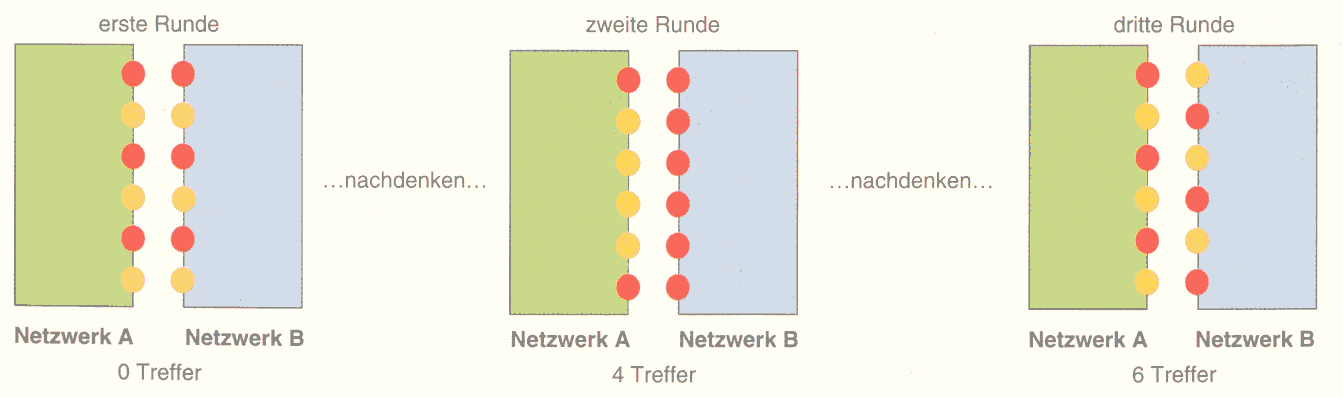 erste Runde
zweite Runde
dritte Runde
...nachdenken...
...nachdenken...
Netzwerk A
Netzwerk B
Netzwerk A
Netzwerk B
Netzwerk A
Netzwerk B
0 Treffer
4 Treffer
6 Treffer